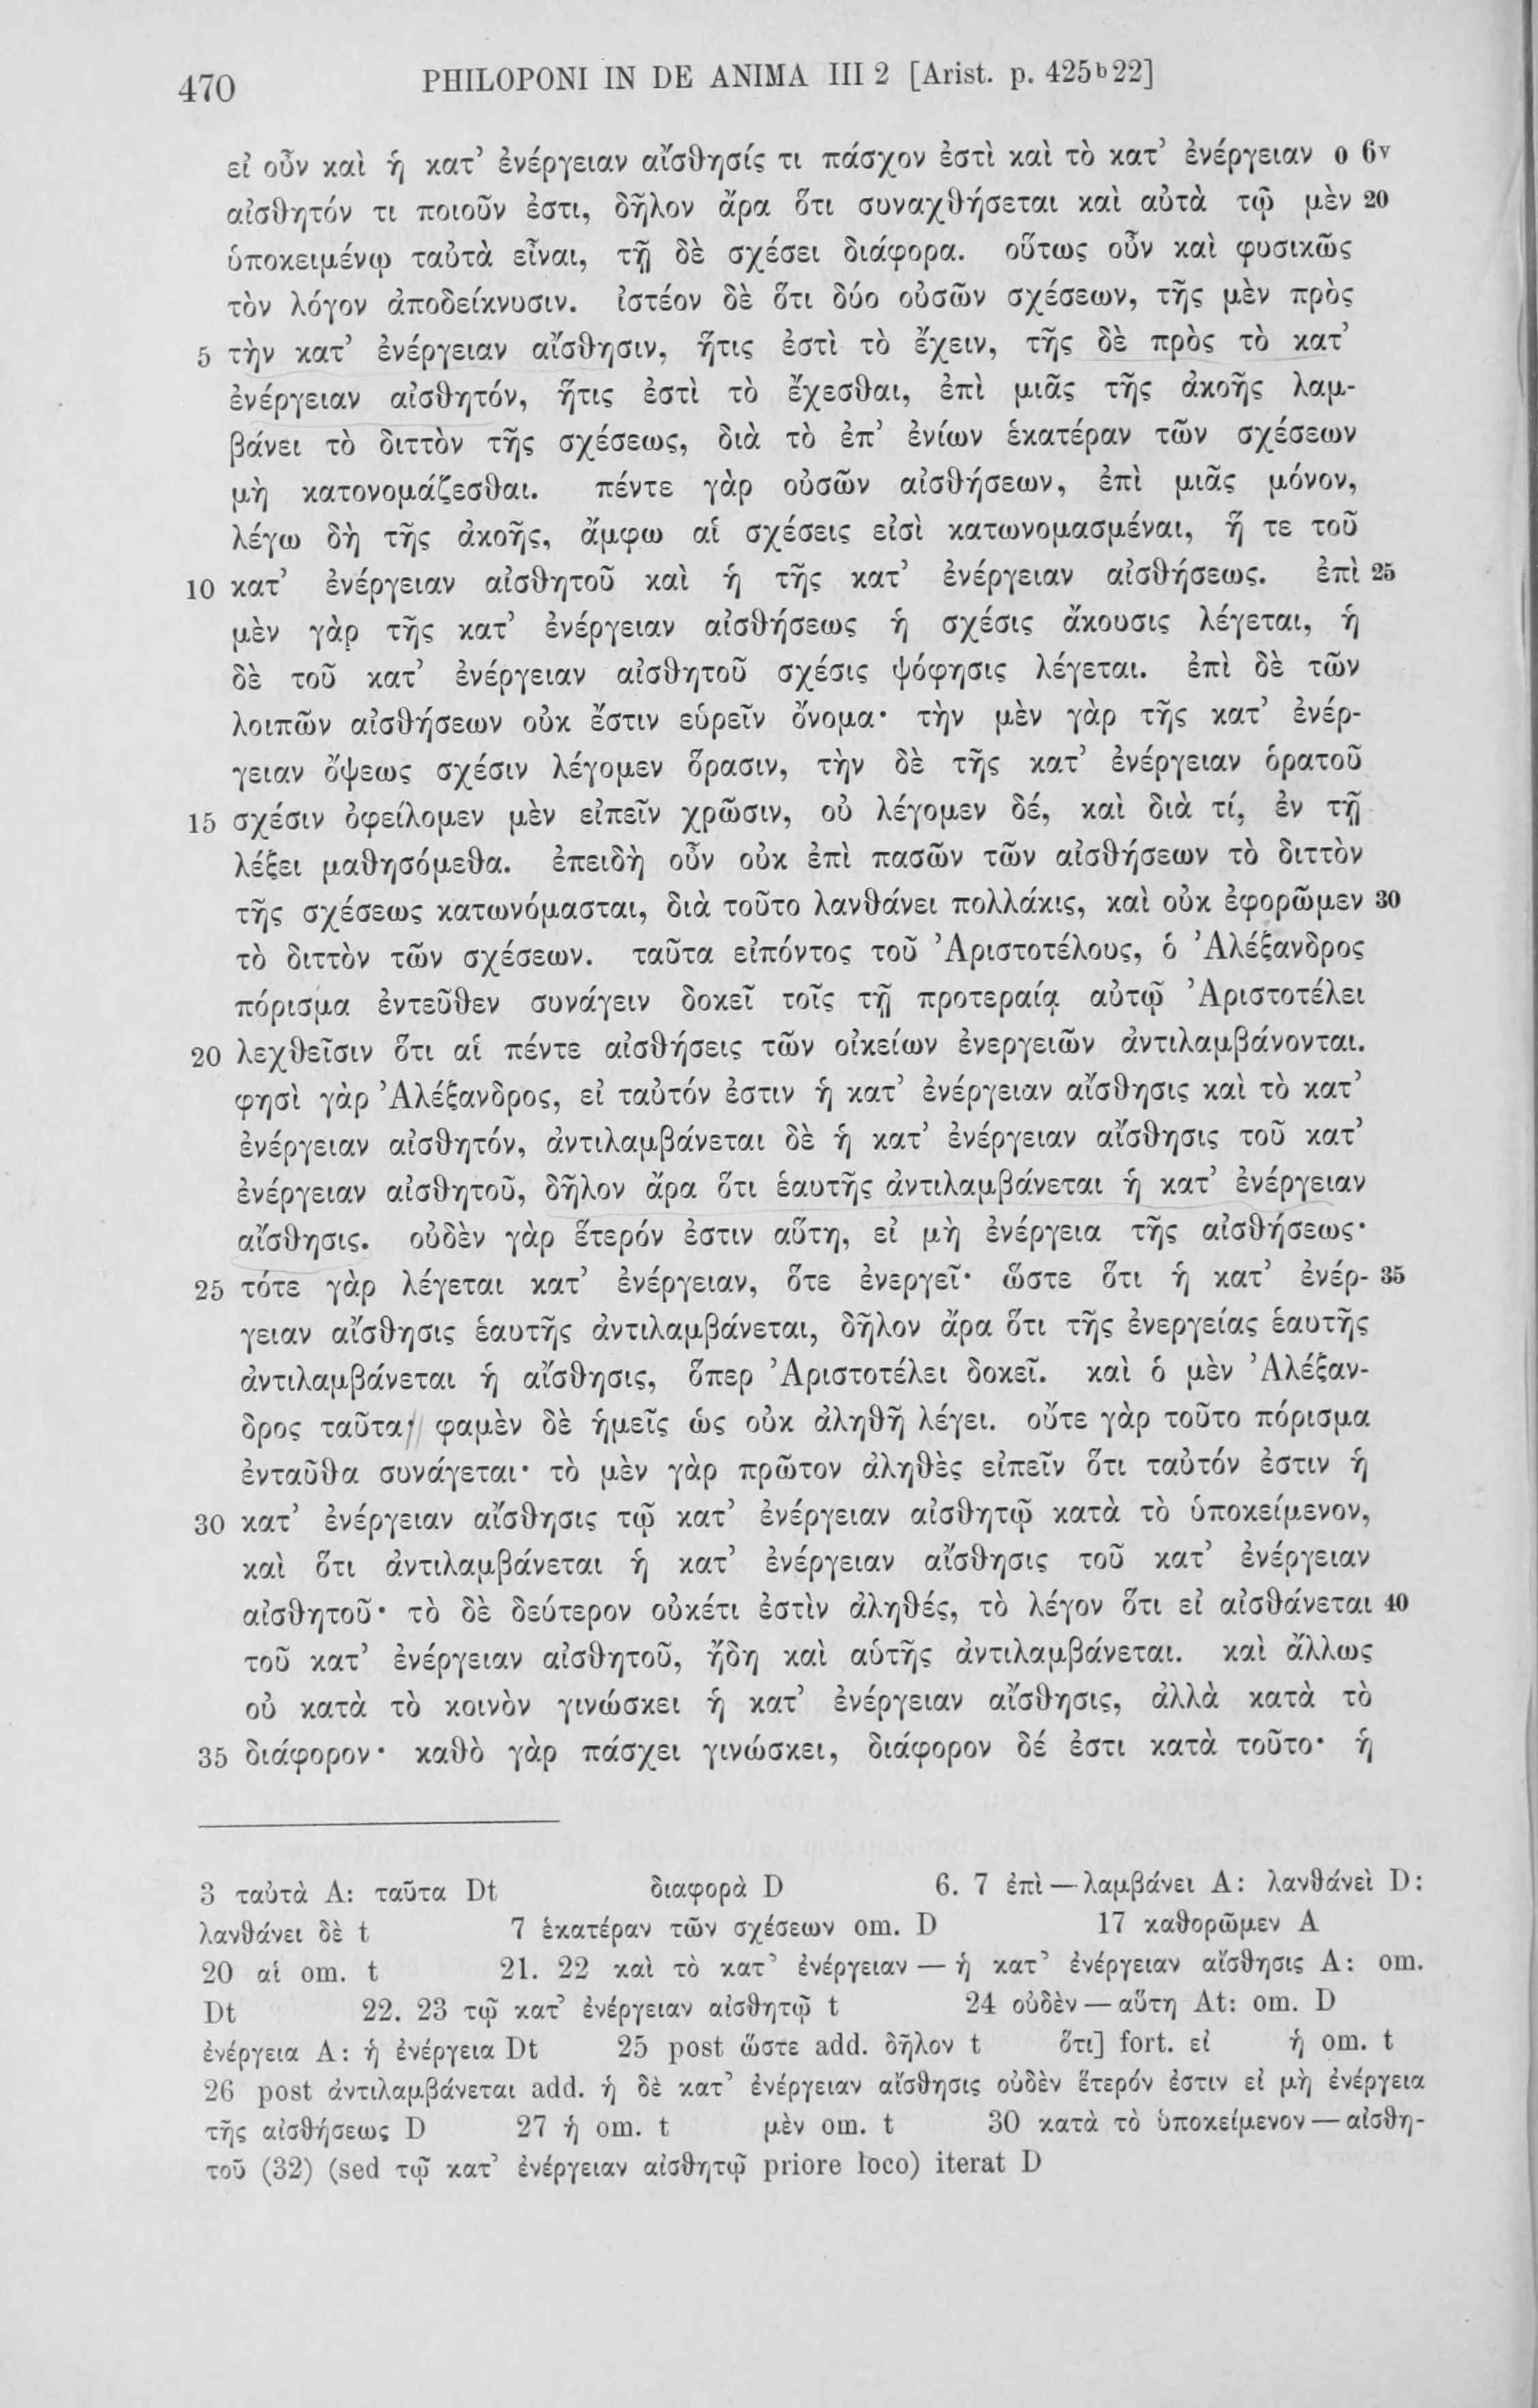 470 PHILOPONI IN DE ANIMA III 2 [Arist. p. 425b22]
εἰ οὖν καὶ ἡ κατ’ ἐνέργειαν αἴσθησίς τι πάσχον ἐστὶ καὶ τὸ κατ’ ἐνέργειαν o 6v
αἰσθητόν τι ποιοῦν ἐστι, δῆλον ἄρα ὅτι συναχθήσεται καὶ αὐτὰ τῷ μὲν 20
ὑποκειμένῳ ταὐτὰ εἶναι, τῇ δὲ σχέσει διάφορα. οὕτως οὖν καὶ φυσικῶς
τὸν λόγον ἀποδείκνυσιν. ἰστέον δὲ ὅτι δύο οὐσῶν σχέσεων, τῆς μὲν πρὸς
5 τὴν κατ’ ἐνέργειαν αἴσθησιν, ἥτις ἐστὶ τὸ ἔχειν, τῆς δὲ πρὸς τὸ κατ’
ἐνέργειαν αἰσθητόν, ἥτις ἐστὶ τὸ ἔχεσθαι, ἐπὶ μιᾶς τῆς ἀκοῆς λαμ-
βάνει τὸ διττὸν τῆς σχέσεως, διὰ τὸ ἐπ’ ἐνίων ἑκατέραν τῶν σχέσεων
μὴ κατονομάζεσθαι. πέντε γὰρ οὐσῶν αἰσθήσεων, ἐπὶ μιᾶς μόνον,
λέγω δὴ τῆς ἀκοῆς, ἄμφω αἱ σχέσεις εἰσὶ κατωνομασμέναι, ἥ τε τοῦ
10 κατ’ ἐνέργειαν αἰσθητοῦ καὶ ἡ τῆς κατ’ ἐνέργειαν αἰσθήσεως. ἐπὶ 25
μὲν γὰρ τῆς κατ’ ἐνέργειαν αἰσθήσεως ἡ σχέσις ἄκουσις λέγεται, ἡ
δὲ τοῦ κατ’ ἐνέργειαν αἰσθητοῦ σχέσις ψόφησις λέγεται. ἐπὶ δὲ τῶν
λοιπῶν αἰσθήσεων οὐκ ἔστιν εὑρεῖν ὄνομα· τὴν μὲν γὰρ τῆς κατ’ ἐνέρ-
γειαν ὄψεως σχέσιν λέγομεν ὅρασιν, τὴν δὲ τῆς κατ’ ἐνέργειαν ὁρατοῦ
15 σχέσιν ὀφείλομεν μὲν εἰπεῖν χρῶσιν, οὐ λέγομεν δέ, καὶ διὰ τί, ἐν τῇ
λέξει μαθησόμεθα. ἐπειδὴ οὖν οὐκ ἐπὶ πασῶν τῶν αἰσθήσεων τὸ διττὸν
τῆς σχέσεως κατωνόμασται, διὰ τοῦτο λανθάνει πολλάκις, καὶ οὐκ ἐφορῶμεν 30
τὸ διττὸν τῶν σχέσεων. ταῦτα εἰπόντος τοῦ Ἀριστοτέλους, ὁ Ἀλέξανδρος
πόρισμα ἐντεῦθεν συνάγειν δοκεῖ τοῖς τῇ προτεραίᾳ αὐτῷ Ἀριστοτέλει
20 λεχθεῖσιν ὅτι αἱ πέντε αἰσθήσεις τῶν οἰκείων ἐνεργειῶν ἀντιλαμβάνονται.
φησὶ γὰρ Ἀλέξανδρος, εἰ ταὐτόν ἐστιν ἡ κατ’ ἐνέργειαν αἴσθησις καὶ τὸ κατ’
ἐνέργειαν αἰσθητόν, ἀντιλαμβάνεται δὲ ἡ κατ’ ἐνέργειαν αἴσθησις τοῦ κατ’
ἐνέργειαν αἰσθητοῦ, δῆλον ἄρα ὅτι ἑαυτῆς ἀντιλαμβάνεται ἡ κατ’ ἐνέργειαν
αἴσθησις. οὐδὲν γὰρ ἕτερόν ἐστιν αὕτη, εἰ μὴ ἐνέργεια τῆς αἰσθήσεως·
25 τότε γὰρ λέγεται κατ’ ἐνέργειαν, ὅτε ἐνεργεῖ· ὥστε ὅτι ἡ κατ’ ἐνέρ- 35
γειαν αἴσθησις ἑαυτῆς ἀντιλαμβάνεται, δῆλον ἄρα ὅτι τῆς ἐνεργείας ἑαυτῆς
ἀντιλαμβάνεται ἡ αἴσθησις, ὅπερ Ἀριστοτέλει δοκεῖ. καὶ ὁ μὲν Ἀλέξαν-
δρος ταῦτα· φαμὲν δὲ ἡμεῖς ὡς οὐκ ἀληθῆ λέγει. οὔτε γὰρ τοῦτο πόρισμα
ἐνταῦθα συνάγεται· τὸ μὲν γὰρ πρῶτον ἀληθὲς εἰπεῖν ὅτι ταὐτόν ἐστιν ἡ
30 κατ’ ἐνέργειαν αἴσθησις τῷ κατ’ ἐνέργειαν αἰσθητῷ κατὰ τὸ ὑποκείμενον,
καὶ ὅτι ἀντιλαμβάνεται ἡ κατ’ ἐνέργειαν αἴσθησις τοῦ κατ’ ἐνέργειαν
αἰσθητοῦ· τὸ δὲ δεύτερον οὐκέτι ἐστὶν ἀληθές, τὸ λέγον ὅτι εἰ αἰσθάνεται 40
τοῦ κατ’ ἐνέργειαν αἰσθητοῦ, ἤδη καὶ αὑτῆς ἀντιλαμβάνεται. καὶ ἄλλως
οὐ κατὰ τὸ κοινὸν γινώσκει ἡ κατ’ ἐνέργειαν αἴσθησις, ἀλλὰ κατὰ τὸ
35 διάφορον· καθὸ γὰρ πάσχει γινώσκει, διάφορον δέ ἐστι κατὰ τοῦτο· ἡ
3 ταὐτὰ A: ταῦτα Dt διαφορὰ D 6. 7 ἐπὶ — λαμβάνει A: λανθάνει D:
λανθάνει δὲ t 7 ἑκατέραν τῶν σχέσεων om. D 17 καθορῶμεν A
20 αἱ om. t 21. 22 καὶ τὸ κατ’ ἐνέργειαν — ἡ κατ’ ἐνέργειαν αἴσθησις A: om.
Dt 22. 23 τῷ κατ’ ἐνέργειαν αἰσθητῷ t 24 οὐδὲν — αὕτη At: om. D
ἐνέργεια A: ἡ ἐνέργεια Dt 25 post ὥστε add. δῆλον t ὅτι] fort. εἰ ἡ om. t
26 post ἀντιλαμβάνεται add. ἡ δὲ κατ’ ἐνέργειαν αἴσθησις οὐδὲν ἕτερόν ἐστιν εἰ μὴ ἐνέργεια
τῆς αἰσθήσεως D 27 ἡ om. t μὲν om. t 30 κατὰ τὸ ὑποκείμενον — αἰσθη-
τοῦ (32) (sed τῷ κατ’ ἐνέργειαν αἰσθητῷ priore loco) iterat D